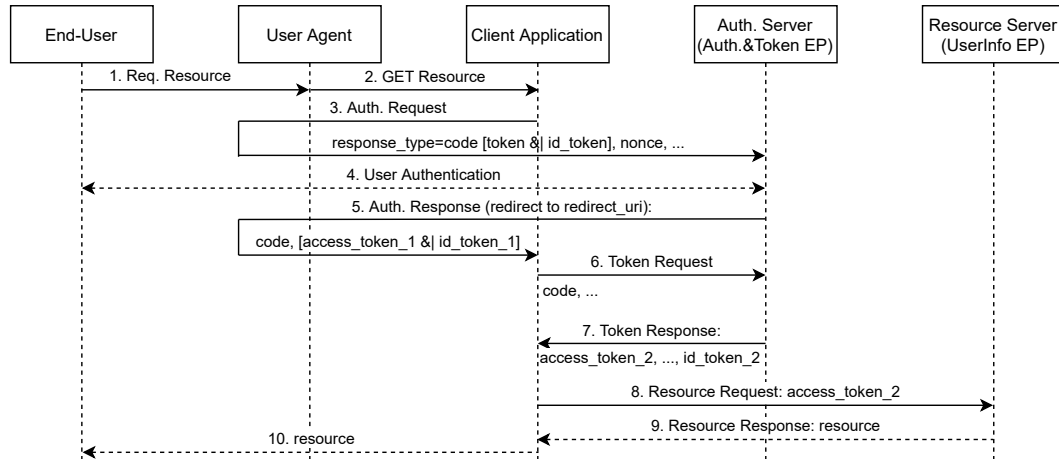 End-User
User Agent
Client Application
Auth. Server
(Auth.&Token EP)
Resource Server
(UserInfo EP)
1. Req. Resource
2. GET Resource
3. Auth. Request
response_type=code [token &| id_token], nonce, ...
4. User Authentication
5. Auth. Response (redirect to redirect_uri):
code, [access_token_1 &| id_token_1]
6. Token Request
code, ...
7. Token Response:
access_token_2, ..., id_token_2
8. Resource Request: access_token_2
9. Resource Response: resource
10. resource